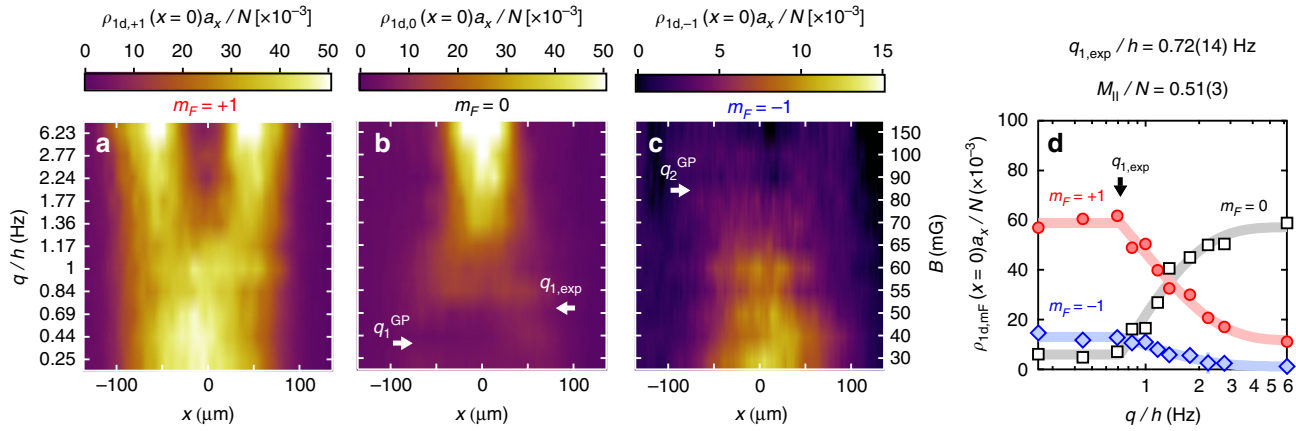 ρ1d,+1 (x = 0)ax / N [×10−3]
0 10 20 30 40 50
mF = +1
ρ1d,0 (x = 0)ax / N [×10−3]
0 10 20 30 40 50
mF = 0
ρ1d,−1 (x = 0)ax / N [×10−3]
0 5 10 15
mF = −1
q1,exp / h = 0.72(14) Hz
MII / N = 0.51(3)
a
6.23
2.77
2.24
1.77
1.36
1.17
1
0.84
0.69
0.44
0.25
q / h (Hz)
−100 0 100
x (μm)
b
q1,exp
q1GP
−100 0 100
x (μm)
c
q2GP
150
100
90
80
70
65
60
55
50
40
30
B (mG)
−100 0 100
x (μm)
d
100
80
60
40
20
0
ρ1d,mF (x = 0)ax / N (×10−3)
q1,exp
mF = +1
mF = 0
mF = −1
1 2 3 4 5 6
q / h (Hz)